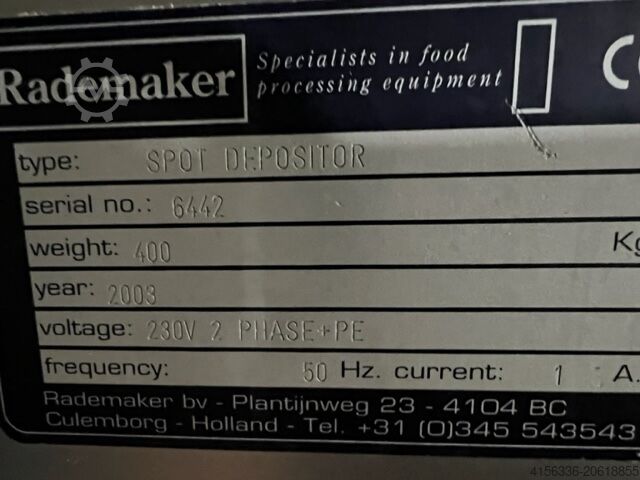 Rademaker
Specialists in food
processing equipment
type: SPOT DEPOSITOR
serial no.: 6442
weight: 400 Kg
year: 2003
voltage: 230V 2 PHASE+PE
frequency: 50 Hz. current: 1 A.
Rademaker bv - Plantijnweg 23 - 4104 BC
Culemborg - Holland - Tel. +31 (0)345 543543
4156336-20618855